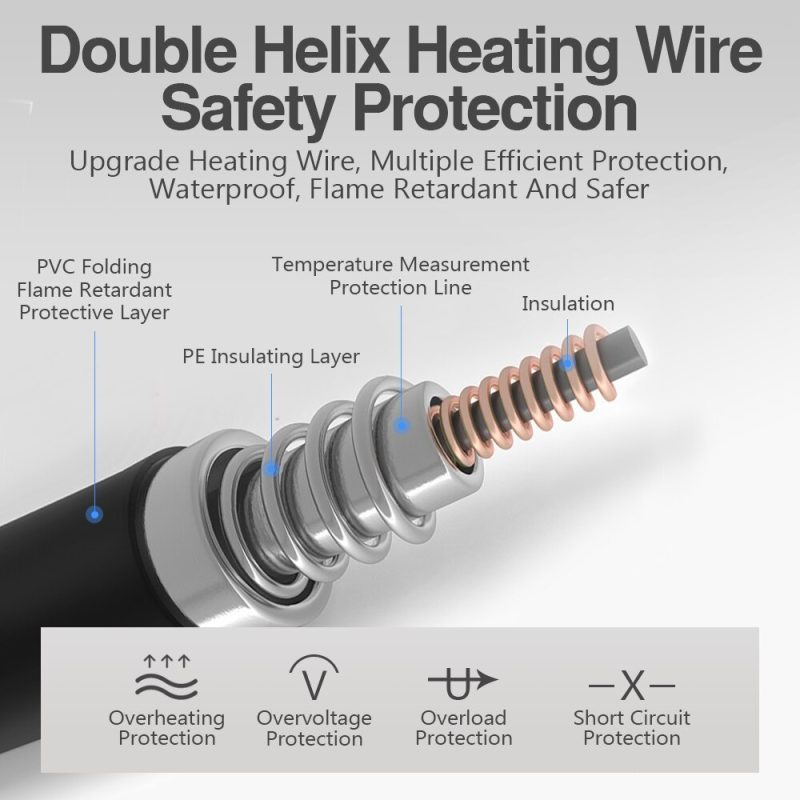 Double Helix Heating Wire
Safety Protection
Upgrade Heating Wire, Multiple Efficient Protection,
Waterproof, Flame Retardant And Safer
PVC Folding
Flame Retardant
Protective Layer
PE Insulating Layer
Temperature Measurement
Protection Line
Insulation
V
U
X
Overheating
Protection
Overvoltage
Protection
Overload
Protection
Short Circuit
Protection